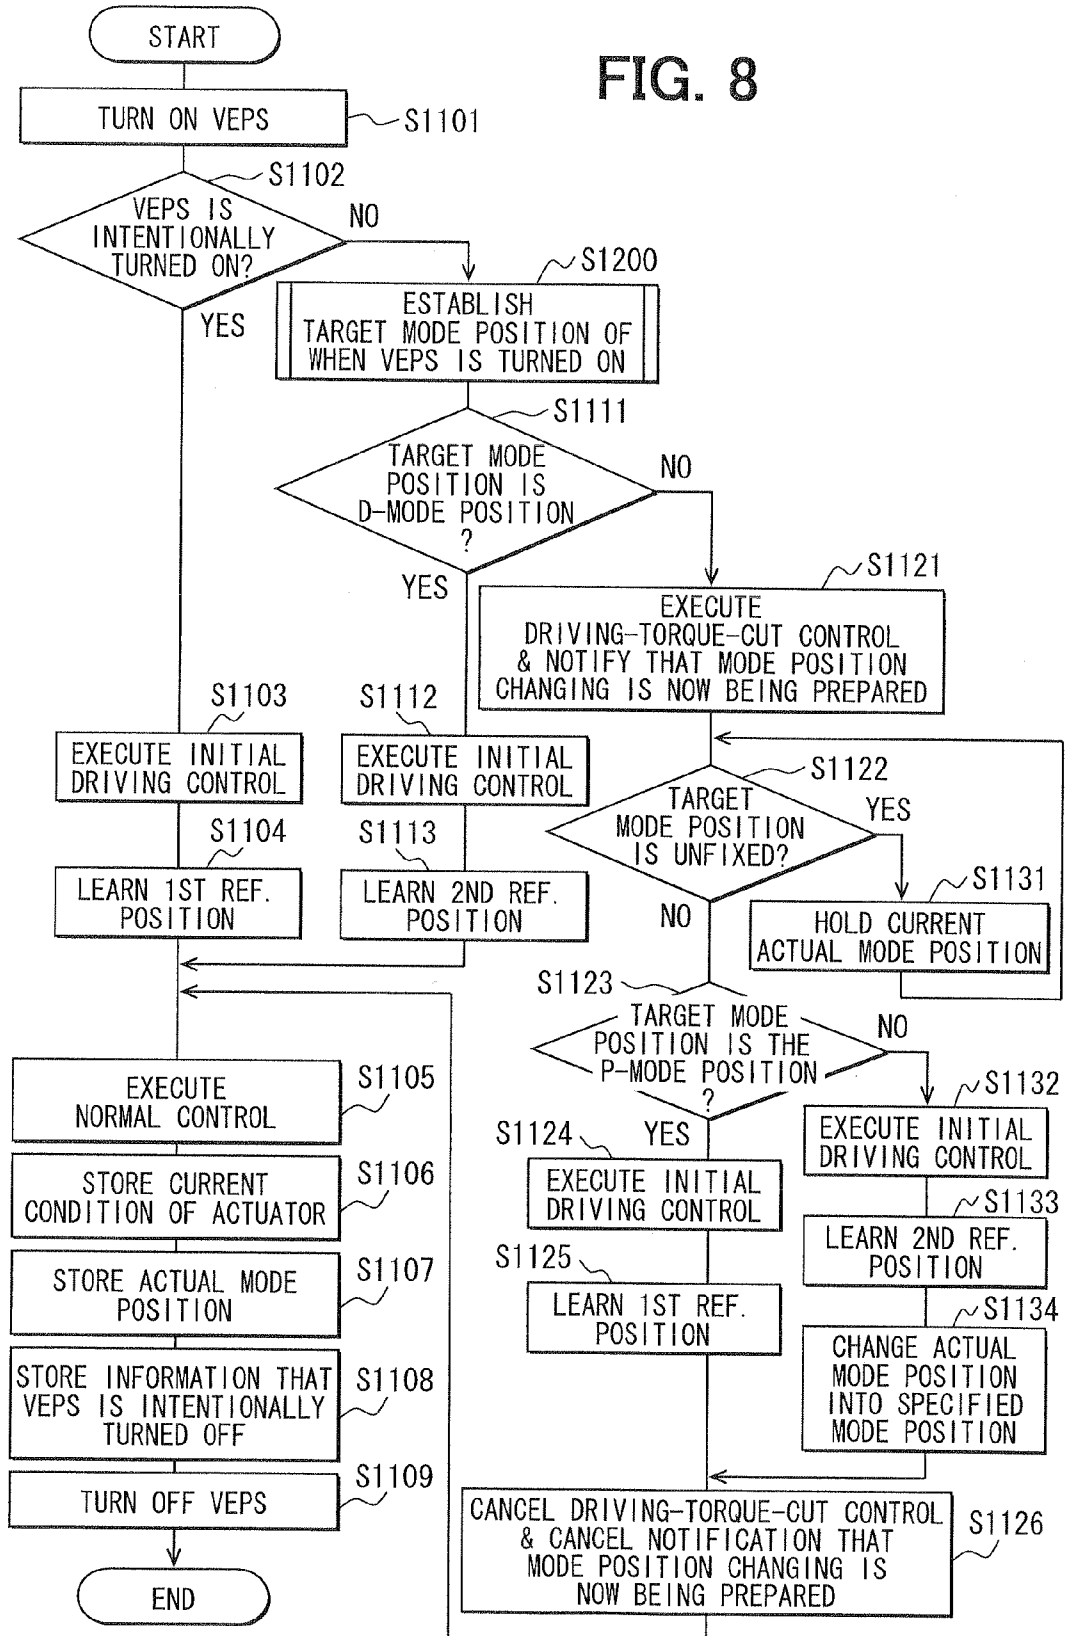 START
FIG. 8
TURN ON VEPS
S1101
S1102
VEPS IS
INTENTIONALLY
TURNED ON?
NO
YES
S1200
ESTABLISH
TARGET MODE POSITION OF
WHEN VEPS IS TURNED ON
S1111
TARGET MODE
POSITION IS
D-MODE POSITION
?
NO
YES
S1121
EXECUTE
DRIVING-TORQUE-CUT CONTROL
& NOTIFY THAT MODE POSITION
CHANGING IS NOW BEING PREPARED
S1103
EXECUTE INITIAL
DRIVING CONTROL
S1112
EXECUTE INITIAL
DRIVING CONTROL
S1122
TARGET
MODE POSITION
IS UNFIXED?
YES
NO
S1104
LEARN 1ST REF.
POSITION
S1113
LEARN 2ND REF.
POSITION
S1131
HOLD CURRENT
ACTUAL MODE POSITION
S1123
TARGET MODE
POSITION IS THE
P-MODE POSITION
?
NO
YES
S1105
EXECUTE
NORMAL CONTROL
S1124
EXECUTE INITIAL
DRIVING CONTROL
S1132
EXECUTE INITIAL
DRIVING CONTROL
S1106
STORE CURRENT
CONDITION OF ACTUATOR
S1133
LEARN 2ND REF.
POSITION
S1107
STORE ACTUAL MODE
POSITION
S1125
LEARN 1ST REF.
POSITION
S1134
CHANGE ACTUAL
MODE POSITION
INTO SPECIFIED
MODE POSITION
S1108
STORE INFORMATION THAT
VEPS IS INTENTIONALLY
TURNED OFF
S1109
TURN OFF VEPS
S1126
CANCEL DRIVING-TORQUE-CUT CONTROL
& CANCEL NOTIFICATION THAT
MODE POSITION CHANGING IS
NOW BEING PREPARED
END